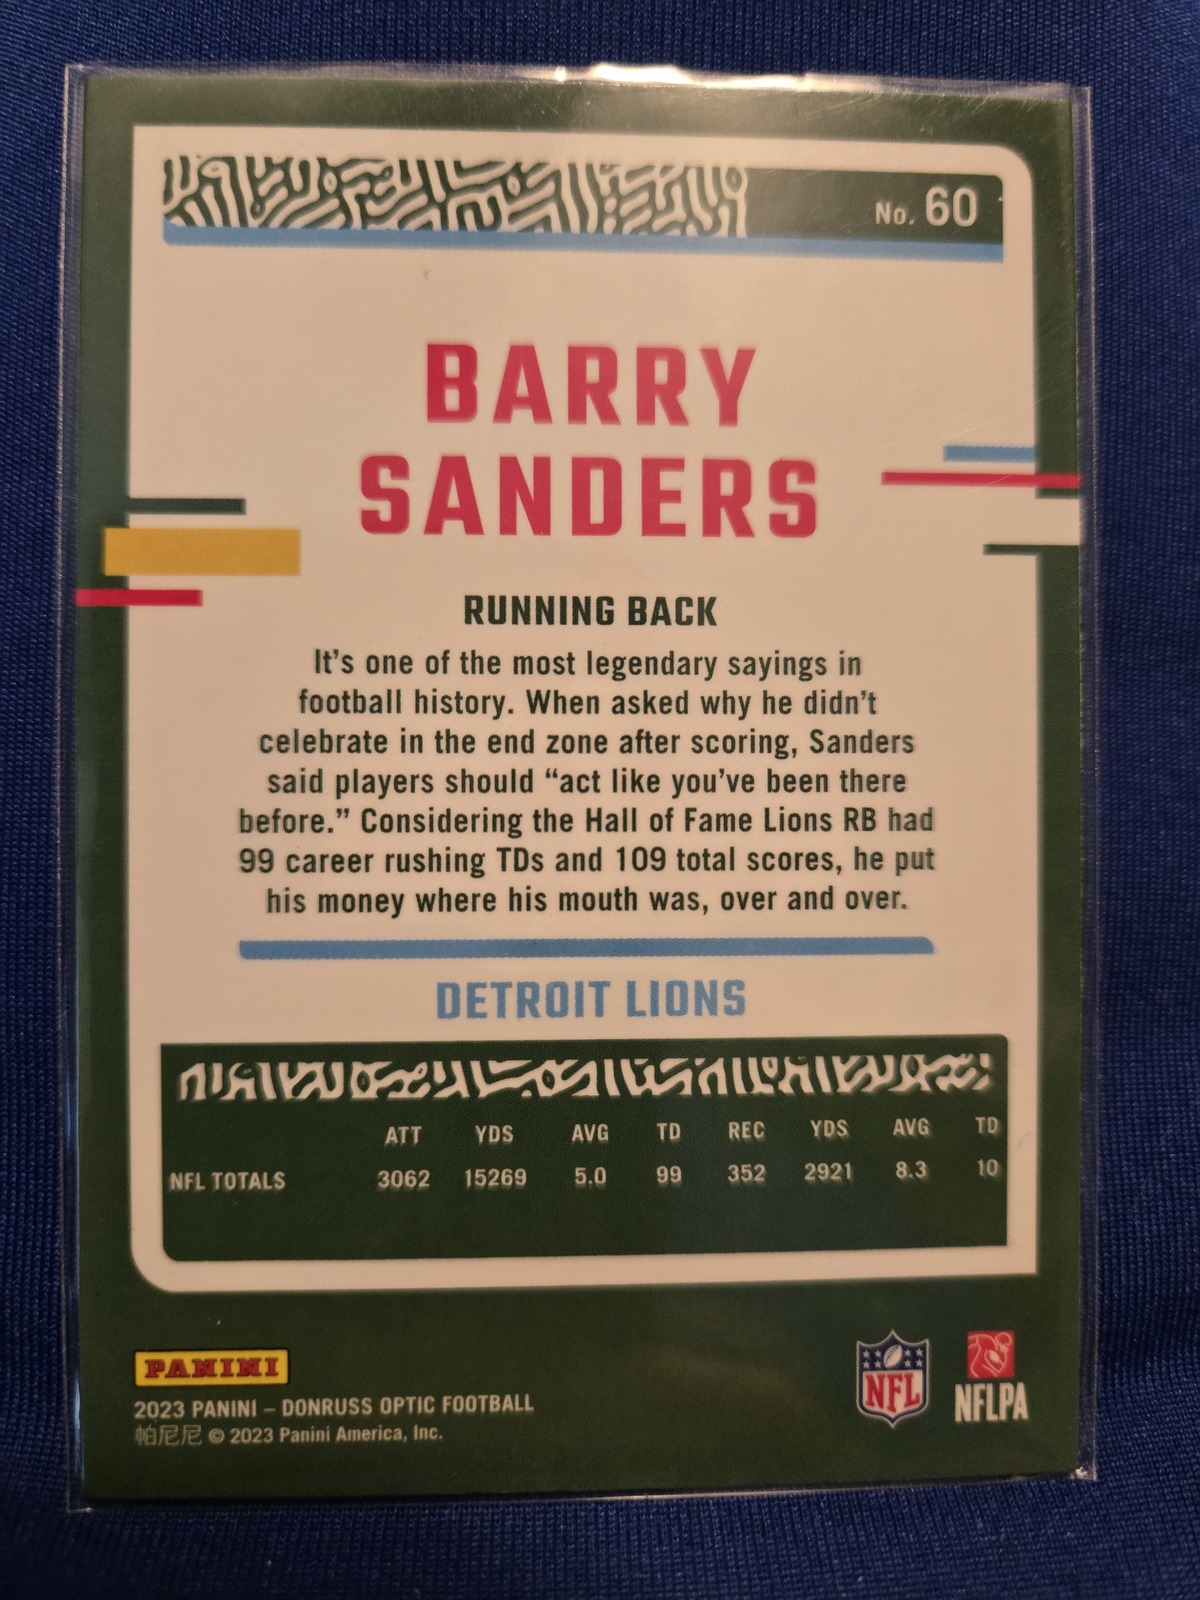 No. 60
BARRY
SANDERS
RUNNING BACK
It's one of the most legendary sayings in
football history. When asked why he didn't
celebrate in the end zone after scoring, Sanders
said players should “act like you've been there
before.” Considering the Hall of Fame Lions RB had
99 career rushing TDs and 109 total scores, he put
his money where his mouth was, over and over.
DETROIT LIONS
ATT YDS AVG TD REC YDS AVG TD
NFL TOTALS 3062 15269 5.0 99 352 2921 8.3 10
PANINI
2023 PANINI – DONRUSS OPTIC FOOTBALL
帕尼尼 © 2023 Panini America, Inc.
NFL
NFLPA